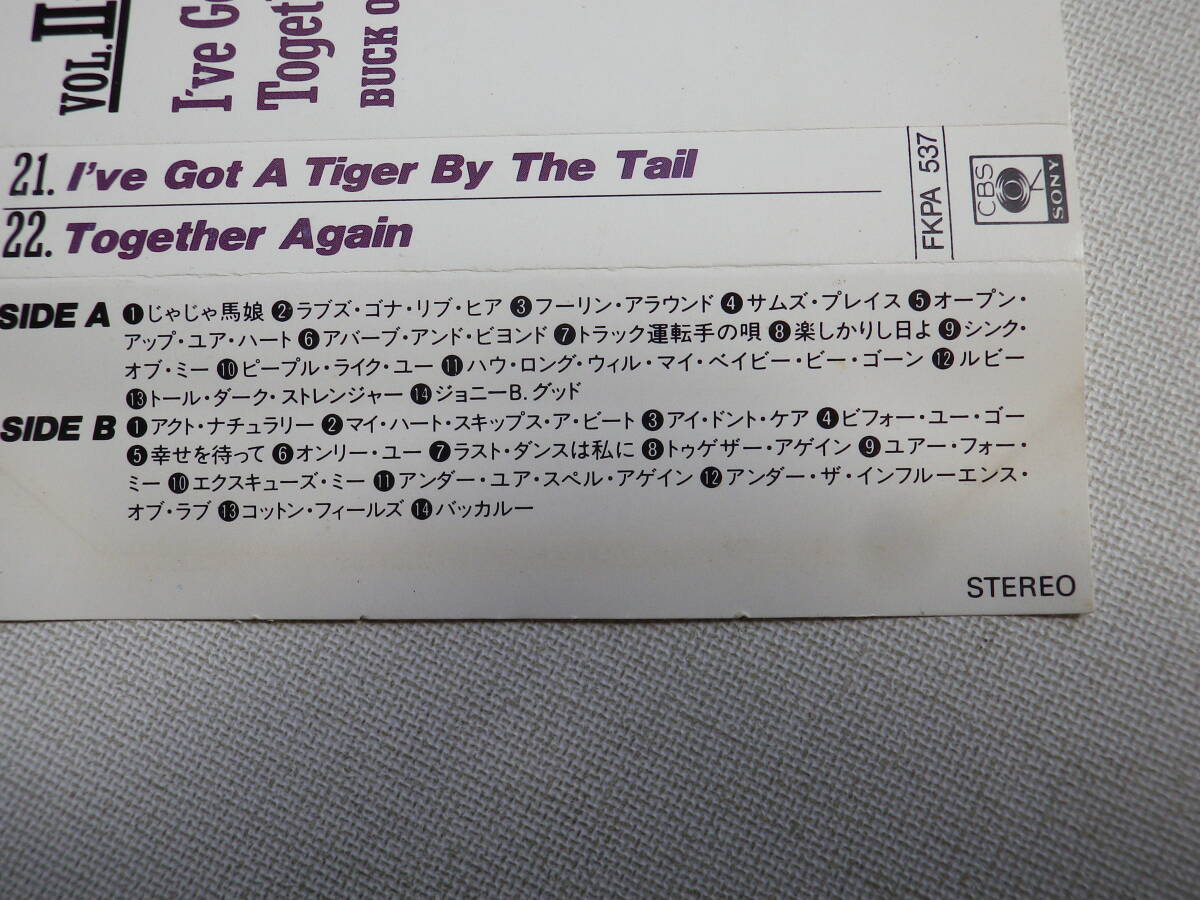 VOL. II
I've Go
Toget
BUCK O
21. I've Got A Tiger By The Tail
22. Together Again
FKPA 537
CBS
SONY
SIDE A ❶じゃじゃ馬娘 ❷ラブズ・ゴナ・リブ・ヒア ❸フーリン・アラウンド ❹サムズ・プレイス ❺オープン・
アップ・ユア・ハート ❻アバーブ・アンド・ビヨンド ❼トラック運転手の唄 ❽楽しかりし日よ ❾シンク・
オブ・ミー ❿ピープル・ライク・ユー ⓫ハウ・ロング・ウィル・マイ・ベイビー・ビー・ゴーン ⓬ルビー
⓭トール・ダーク・ストレンジャー ⓮ジョニーB.グッド
SIDE B ❶アクト・ナチュラリー ❷マイ・ハート・スキップス・ア・ビート ❸アイ・ドント・ケア ❹ビフォー・ユー・ゴー
❺幸せを待って ❻オンリー・ユー ❼ラスト・ダンスは私に ❽トゥゲザー・アゲイン ❾ユアー・フォー・
ミー ❿エクスキューズ・ミー ⓫アンダー・ユア・スペル・アゲイン ⓬アンダー・ザ・インフルーエンス・
オブ・ラブ ⓭コットン・フィールズ ⓮バッカルー
STEREO